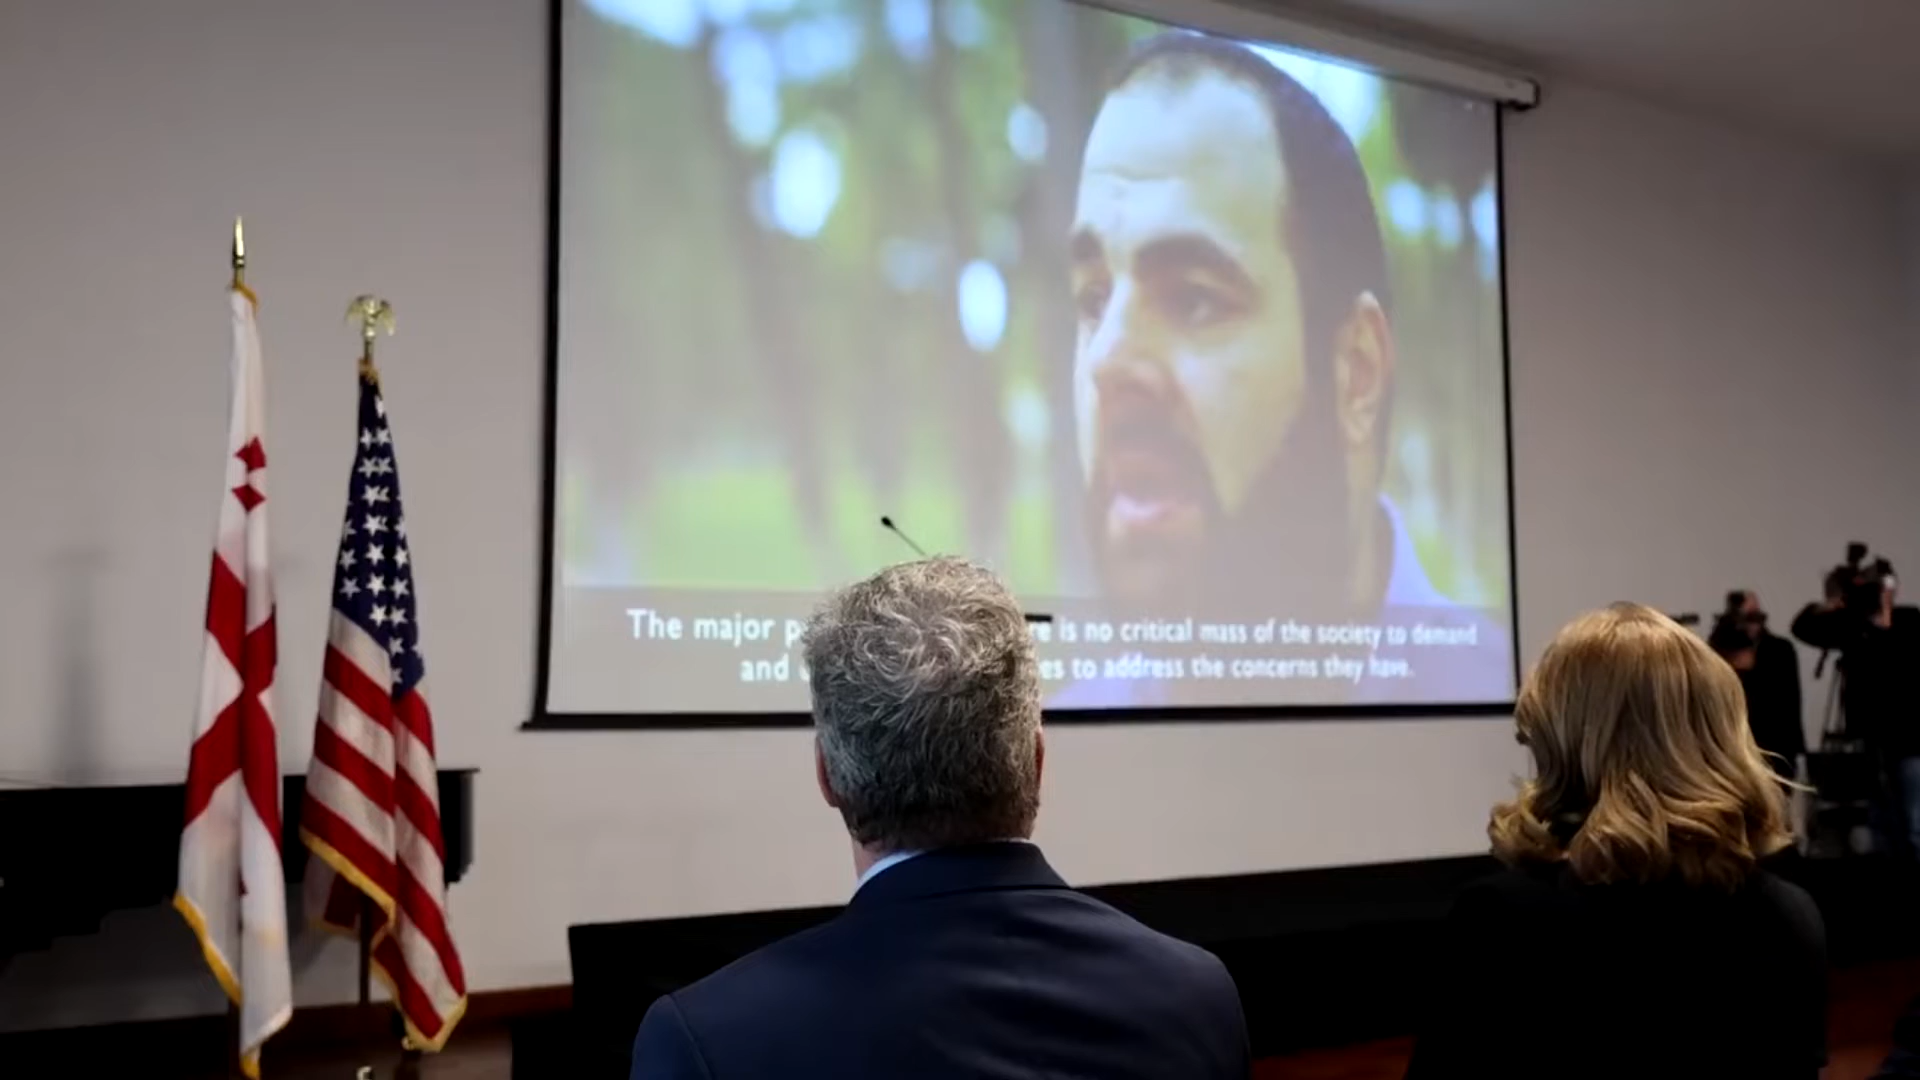 The major re is no critical mass of the society to demand
and es to address the concerns they have.